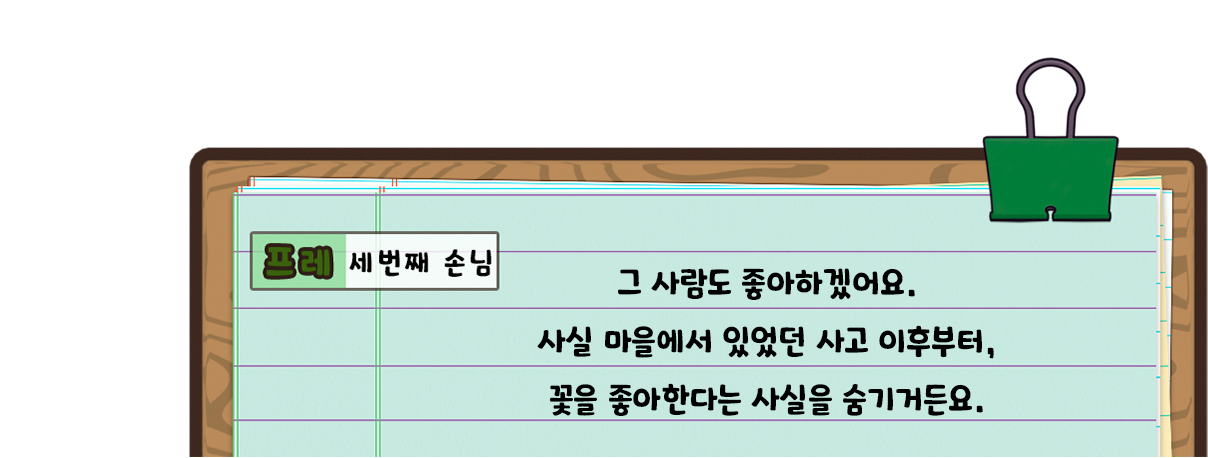 프레 세번째 손님
그 사람도 좋아하겠어요.
사실 마을에서 있었던 사고 이후부터,
꽃을 좋아한다는 사실을 숨기거든요.